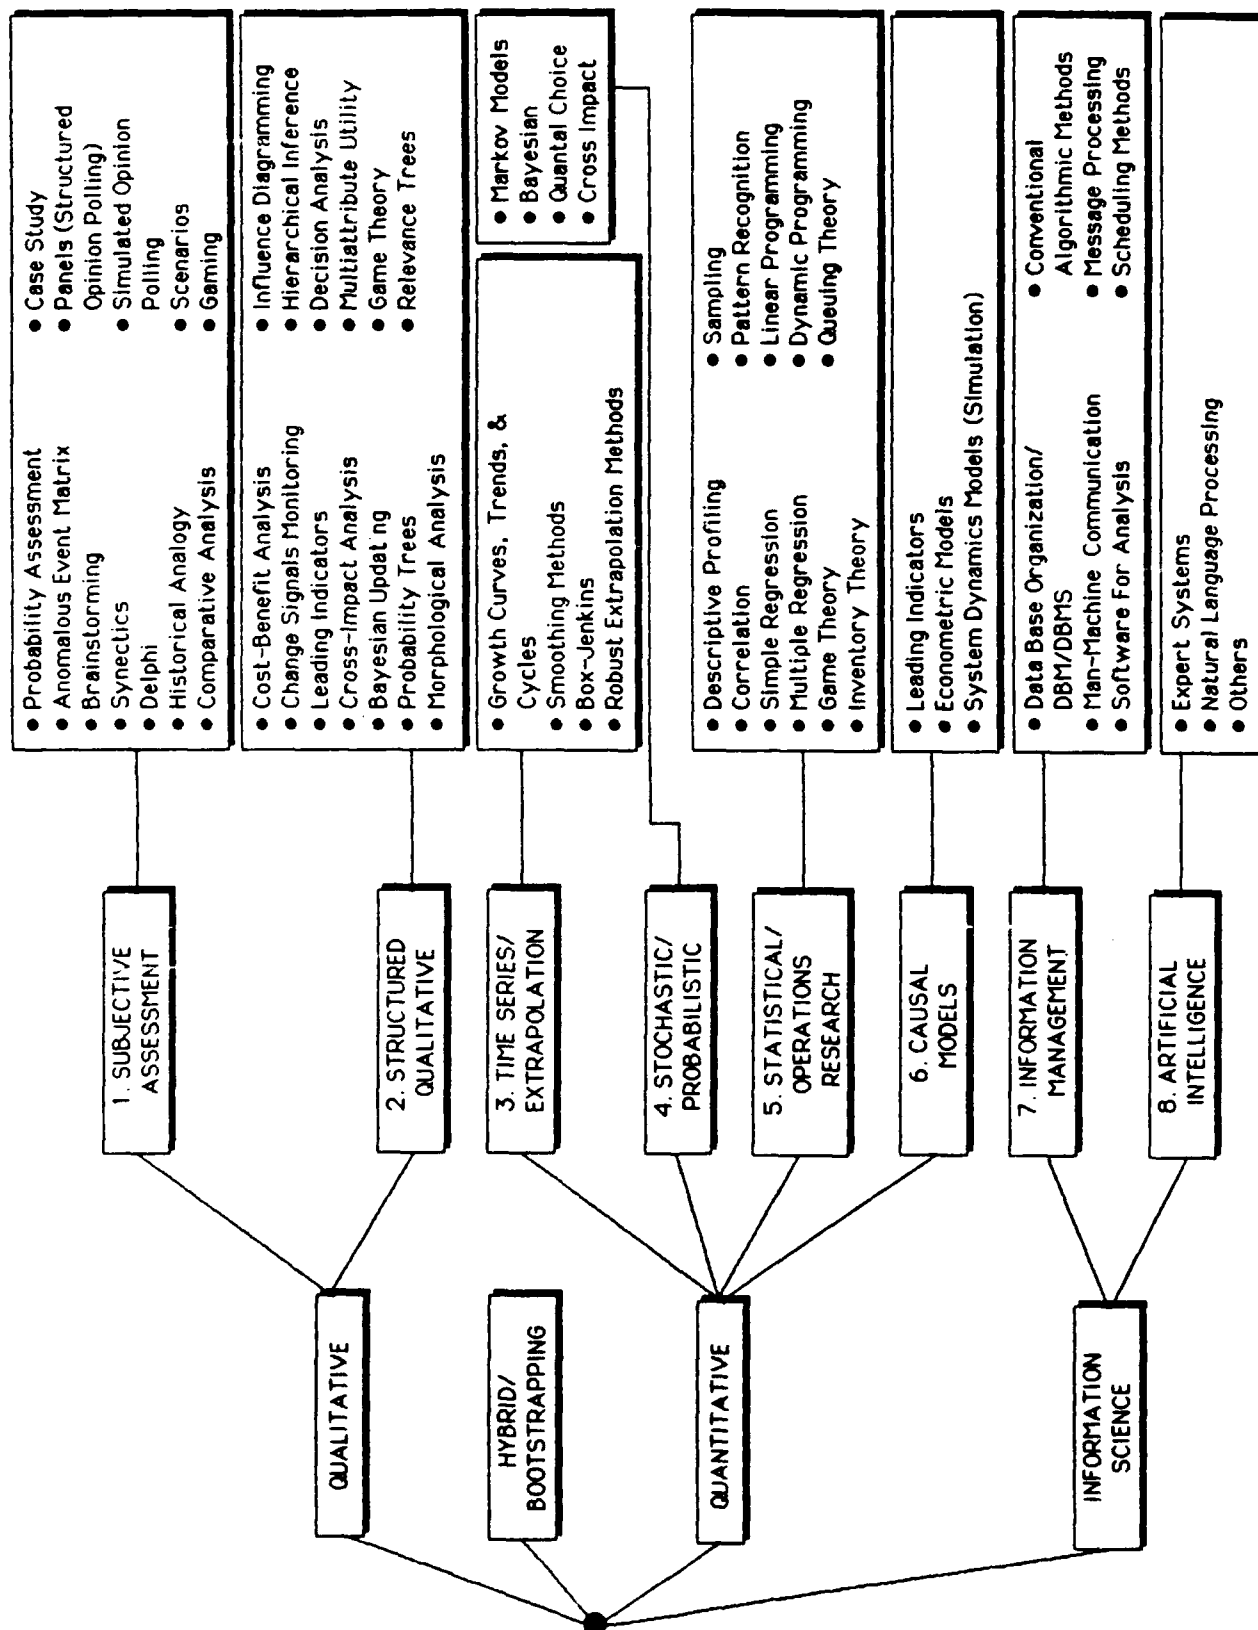 QUALITATIVE
HYBRID/
BOOTSTRAPPING
QUANTITATIVE
INFORMATION
SCIENCE
1. SUBJECTIVE
ASSESSMENT
2. STRUCTURED
QUALITATIVE
3. TIME SERIES/
EXTRAPOLATION
4. STOCHASTIC/
PROBABILISTIC
5. STATISTICAL/
OPERATIONS
RESEARCH
6. CAUSAL
MODELS
7. INFORMATION
MANAGEMENT
8. ARTIFICIAL
INTELLIGENCE
• Probability Assessment
• Anomalous Event Matrix
• Brainstorming
• Synectics
• Delphi
• Historical Analogy
• Comparative Analysis
• Case Study
• Panels (Structured
Opinion Polling)
• Simulated Opinion
Polling
• Scenarios
• Gaming
• Cost-Benefit Analysis
• Change Signals Monitoring
• Leading Indicators
• Cross-Impact Analysis
• Bayesian Updating
• Probability Trees
• Morphological Analysis
• Influence Diagramming
• Hierarchical Inference
• Decision Analysis
• Multiattribute Utility
• Game Theory
• Relevance Trees
• Growth Curves, Trends, &
Cycles
• Smoothing Methods
• Box-Jenkins
• Robust Extrapolation Methods
• Markov Models
• Bayesian
• Quantal Choice
• Cross Impact
• Descriptive Profiling
• Correlation
• Simple Regression
• Multiple Regression
• Game Theory
• Inventory Theory
• Sampling
• Pattern Recognition
• Linear Programming
• Dynamic Programming
• Queuing Theory
• Leading Indicators
• Econometric Models
• System Dynamics Models (Simulation)
• Data Base Organization/
DBM/DBMS
• Man-Machine Communication
• Software For Analysis
• Conventional
Algorithmic Methods
• Message Processing
• Scheduling Methods
• Expert Systems
• Natural Language Processing
• Others